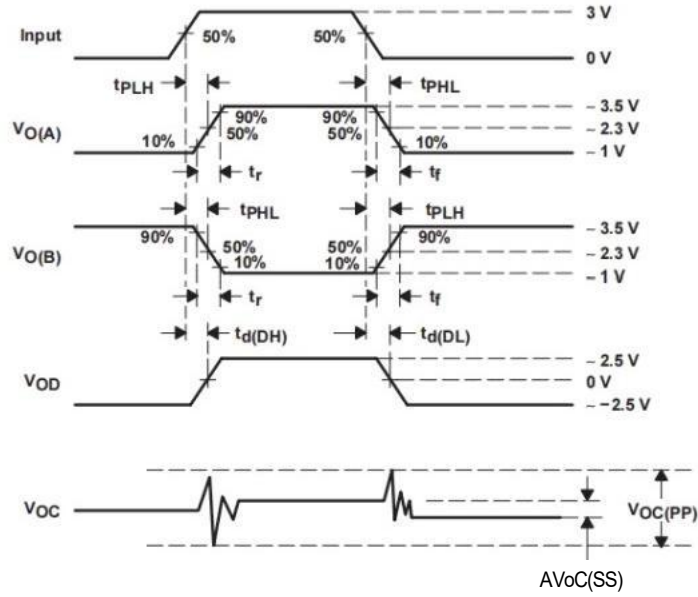 3 V
Input
50%
50%
0 V
tPLH
tPHL
~ 3.5 V
90%
90%
VO(A)
50%
50%
~ 2.3 V
10%
10%
~ 1 V
tr
tf
tPHL
tPLH
~ 3.5 V
90%
90%
VO(B)
50%
50%
~ 2.3 V
10%
10%
~ 1 V
tr
tf
td(DH)
td(DL)
~ 2.5 V
VOD
0 V
~ −2.5 V
VOC
VOC(PP)
AVoC(SS)